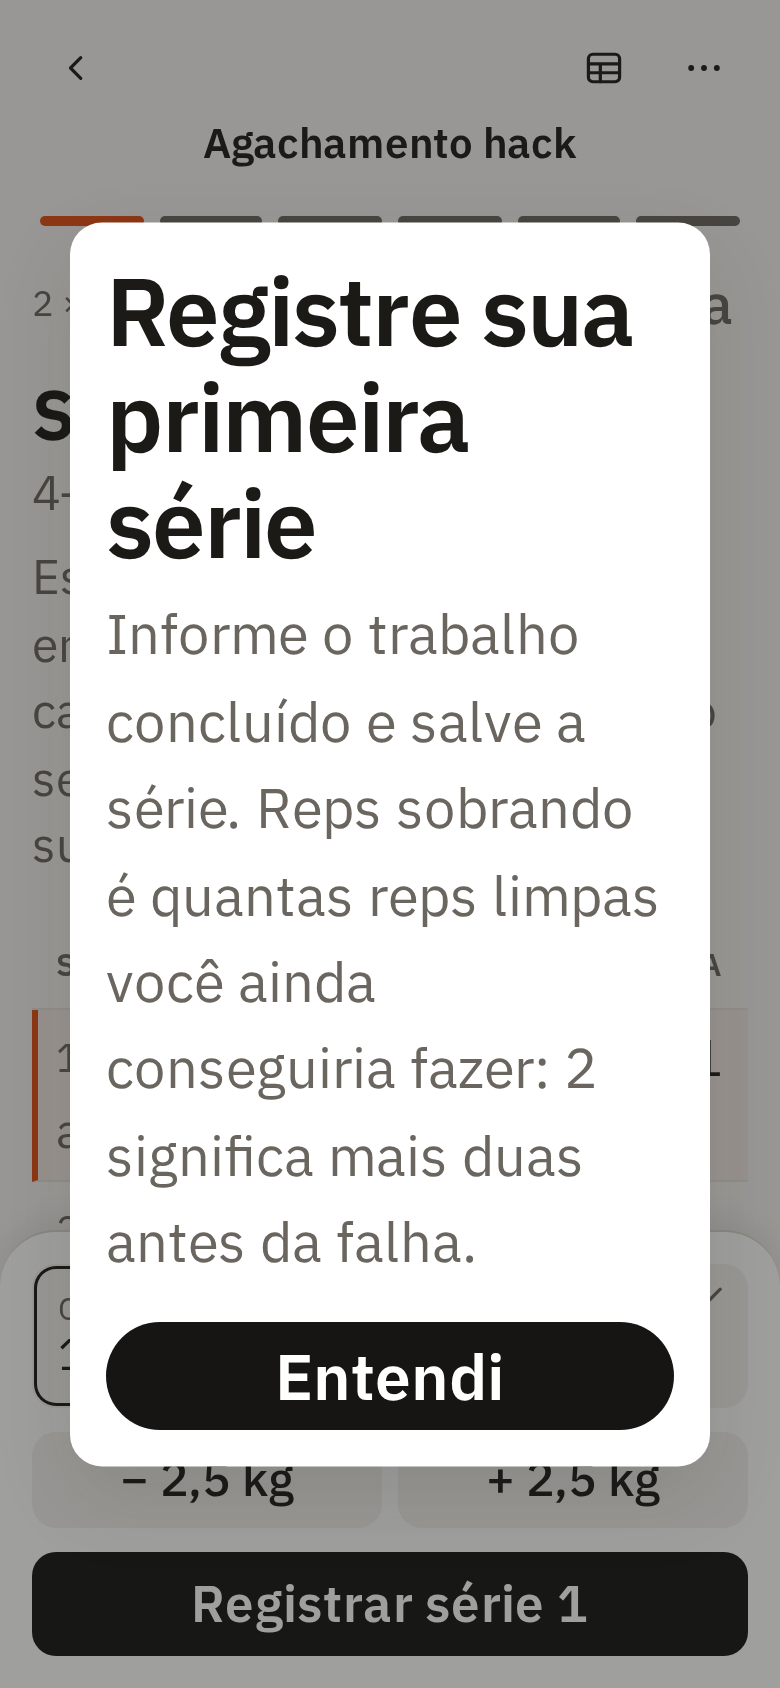 Agachamento hack
Registre sua
primeira
série
Informe o trabalho
concluído e salve a
série. Reps sobrando
é quantas reps limpas
você ainda
conseguiria fazer: 2
significa mais duas
antes da falha.
Entendi
− 2,5 kg
+ 2,5 kg
Registrar série 1